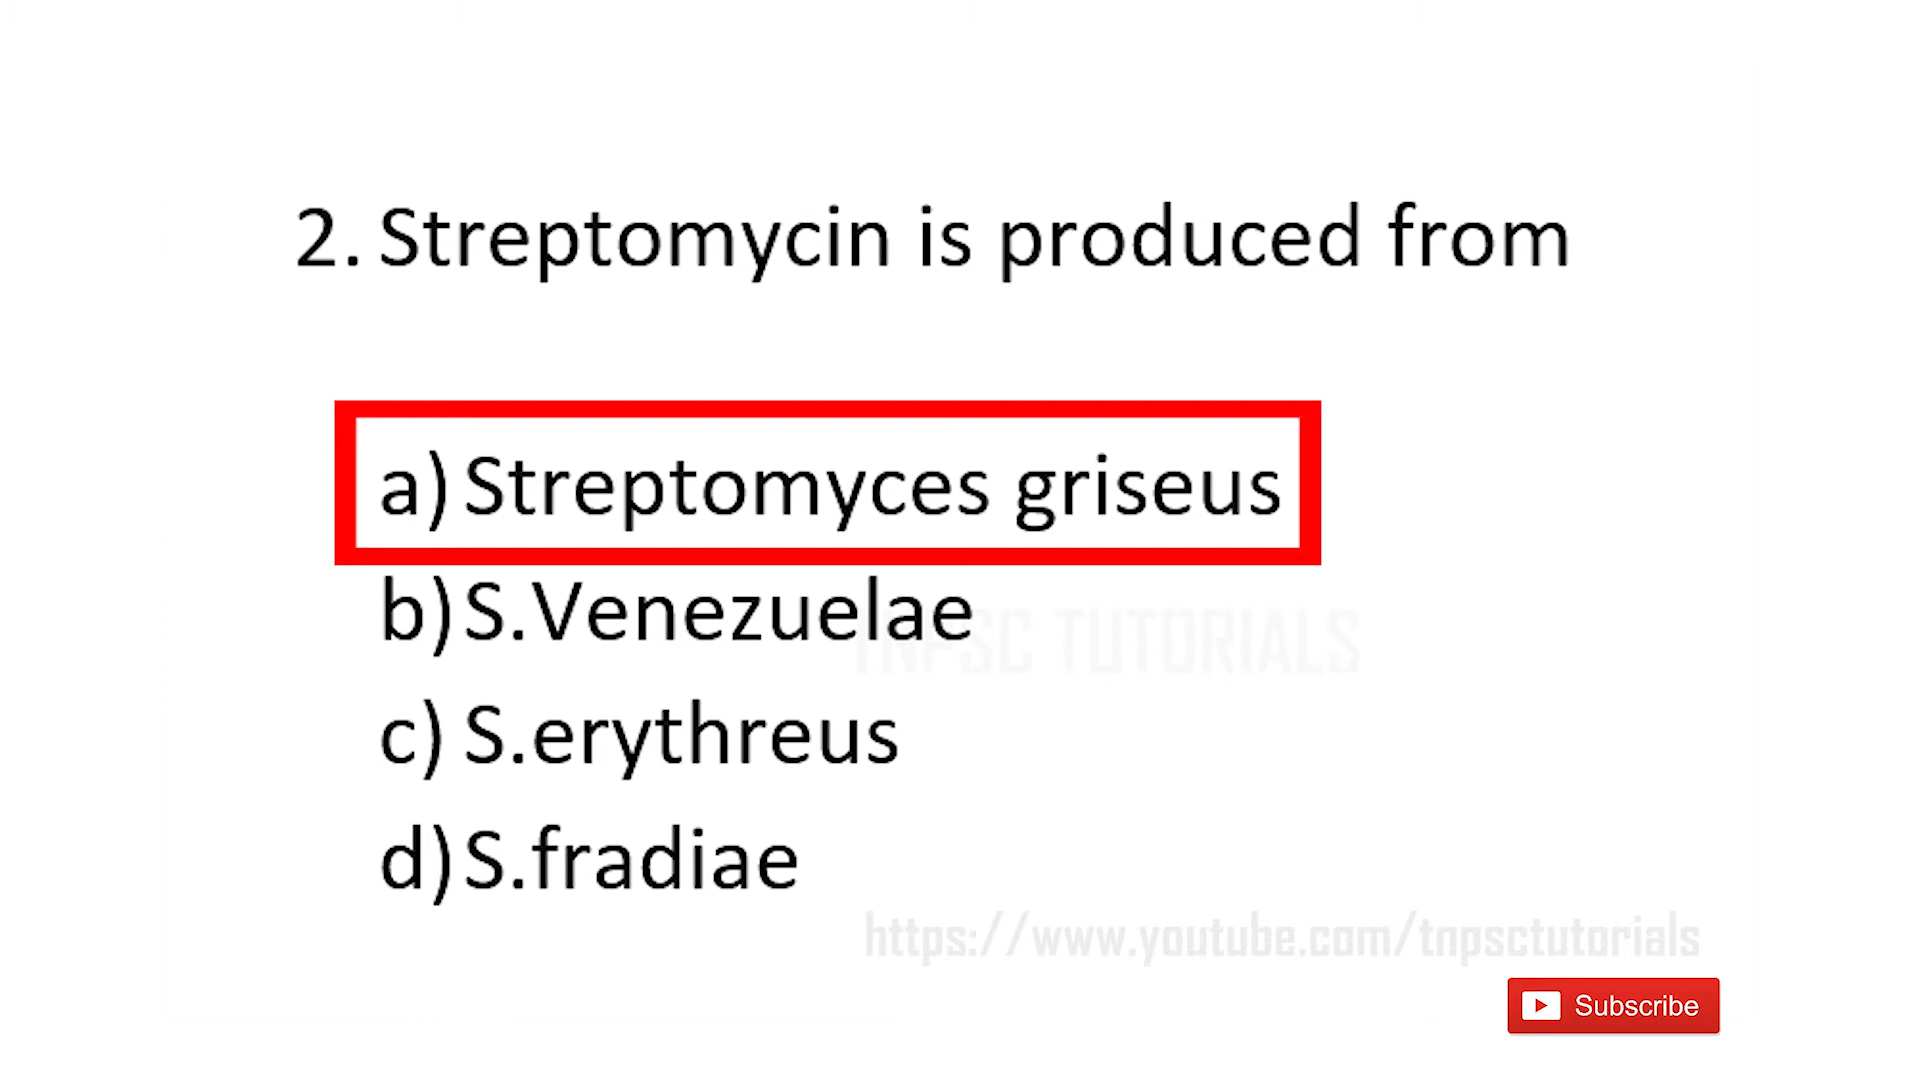 2. Streptomycin is produced from
a) Streptomyces griseus
b) S.Venezuelae
TNPSC TUTORIALS
c) S.erythreus
d) S.fradiae
https://www.youtube.com/tnpsctutorials
Subscribe